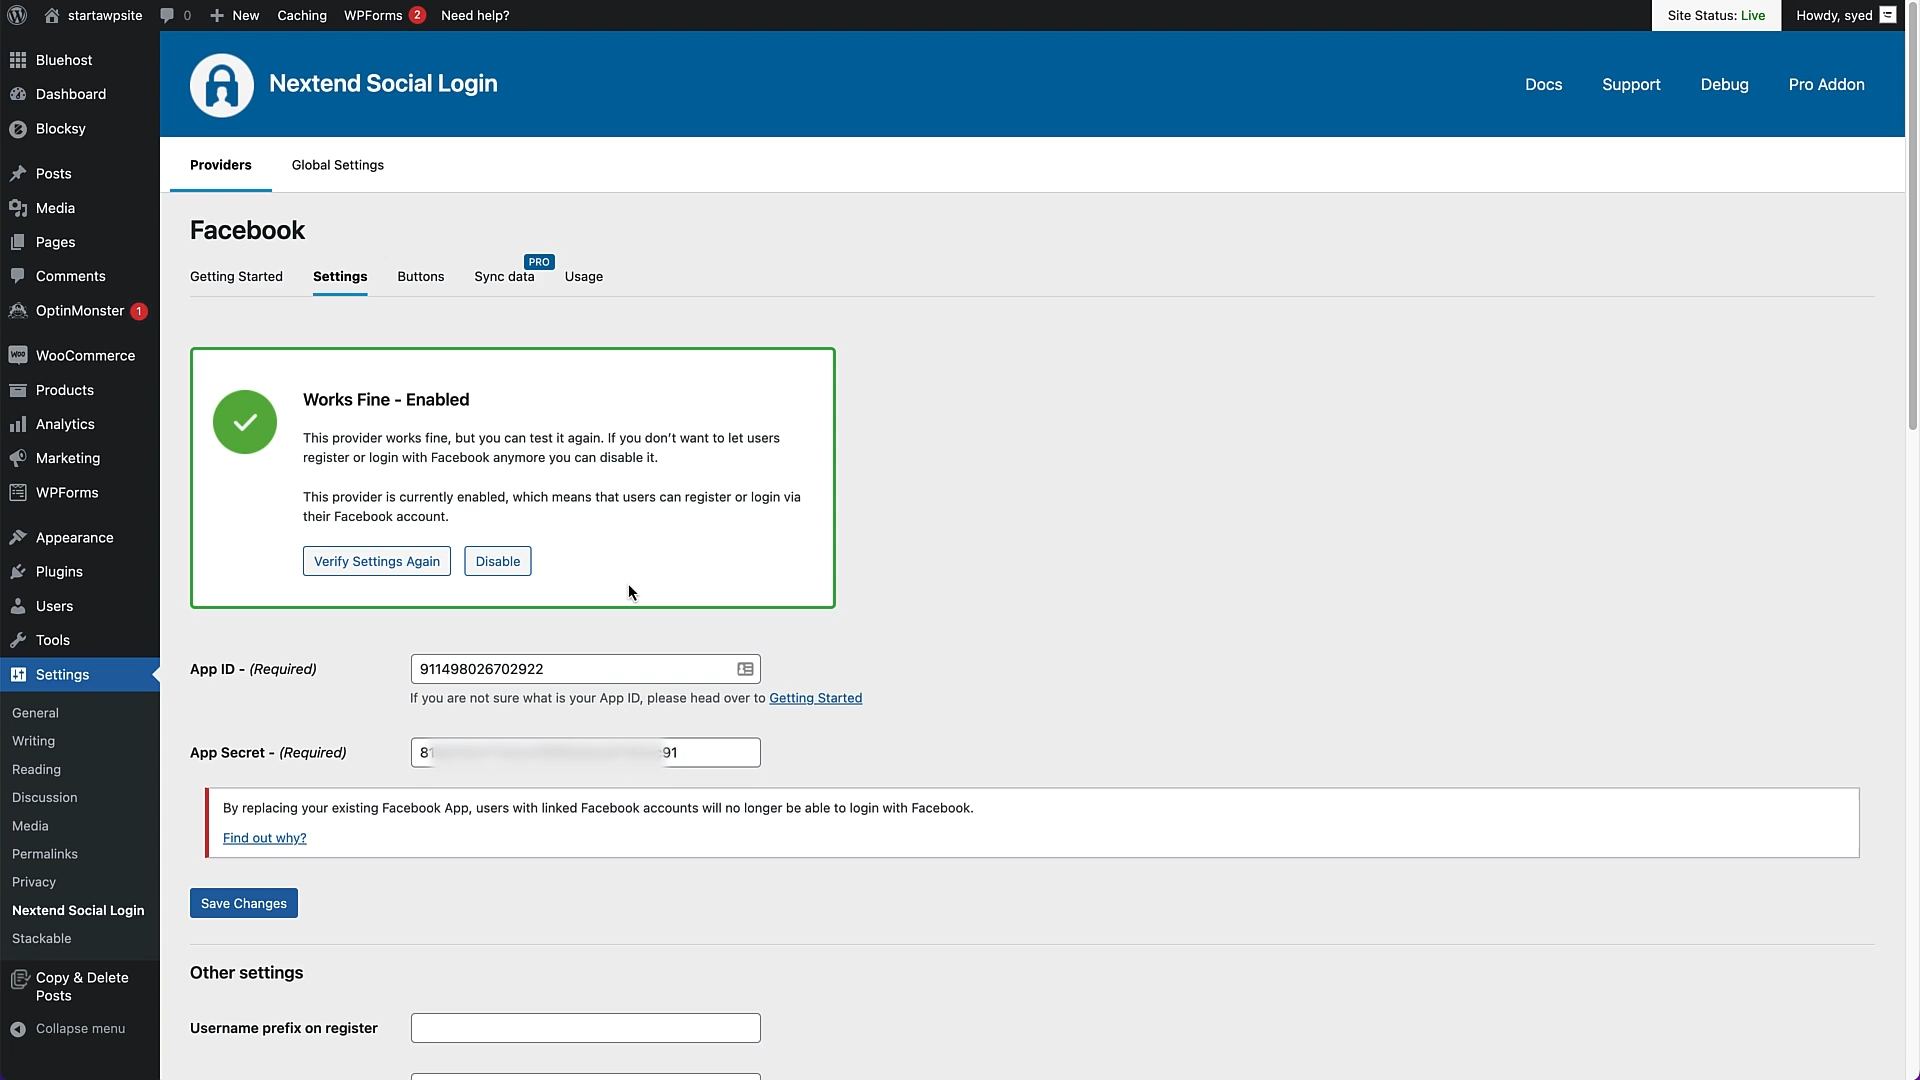 startawpsite
0
New
Caching
WPForms 2
Need help?
Site Status: Live
Howdy, syed
Bluehost
Dashboard
Blocksy
Posts
Media
Pages
Comments
OptinMonster 1
WooCommerce
Products
Analytics
Marketing
WPForms
Appearance
Plugins
Users
Tools
Settings
General
Writing
Reading
Discussion
Media
Permalinks
Privacy
Nextend Social Login
Stackable
Copy & Delete
Posts
Collapse menu
Nextend Social Login
Docs
Support
Debug
Pro Addon
Providers
Global Settings
Facebook
Getting Started
Settings
Buttons
Sync data
PRO
Usage
Works Fine - Enabled
This provider works fine, but you can test it again. If you don’t want to let users
register or login with Facebook anymore you can disable it.
This provider is currently enabled, which means that users can register or login via
their Facebook account.
Verify Settings Again
Disable
App ID - (Required)
911498026702922
If you are not sure what is your App ID, please head over to Getting Started
App Secret - (Required)
81 91
By replacing your existing Facebook App, users with linked Facebook accounts will no longer be able to login with Facebook.
Find out why?
Save Changes
Other settings
Username prefix on register